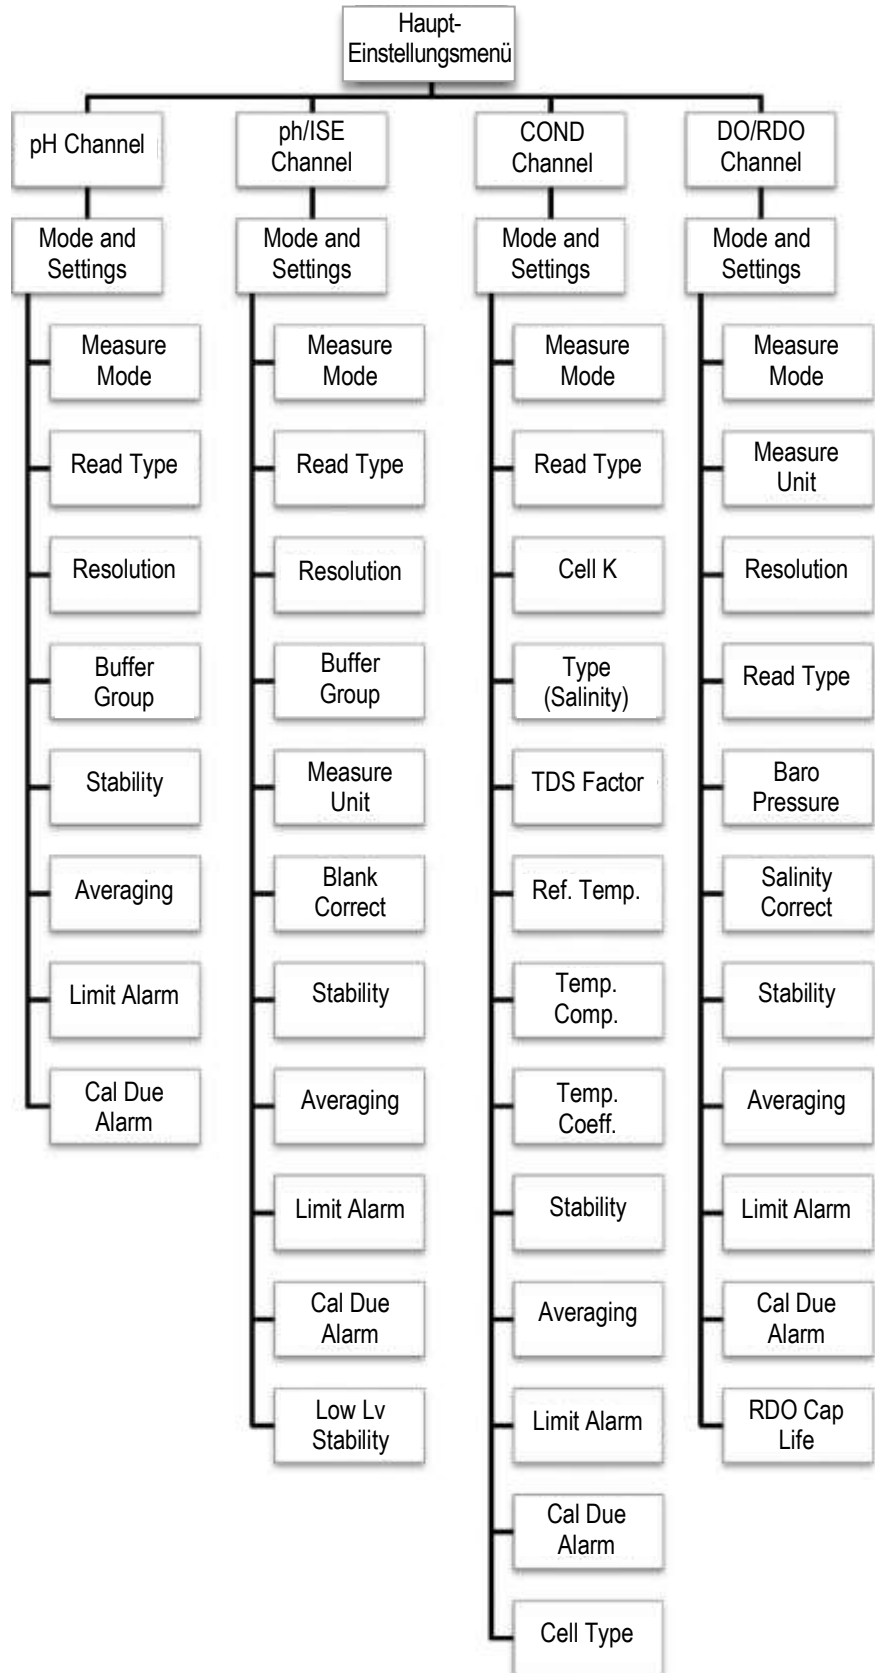 Haupt-
Einstellungsmenü
pH Channel
Mode and
Settings
Measure
Mode
Read Type
Resolution
Buffer
Group
Stability
Averaging
Limit Alarm
Cal Due
Alarm
ph/ISE
Channel
Mode and
Settings
Measure
Mode
Read Type
Resolution
Buffer
Group
Measure
Unit
Blank
Correct
Stability
Averaging
Limit Alarm
Cal Due
Alarm
Low Lv
Stability
COND
Channel
Mode and
Settings
Measure
Mode
Read Type
Cell K
Type
(Salinity)
TDS Factor
Ref. Temp.
Temp.
Comp.
Temp.
Coeff.
Stability
Averaging
Limit Alarm
Cal Due
Alarm
Cell Type
DO/RDO
Channel
Mode and
Settings
Measure
Mode
Measure
Unit
Resolution
Read Type
Baro
Pressure
Salinity
Correct
Stability
Averaging
Limit Alarm
Cal Due
Alarm
RDO Cap
Life